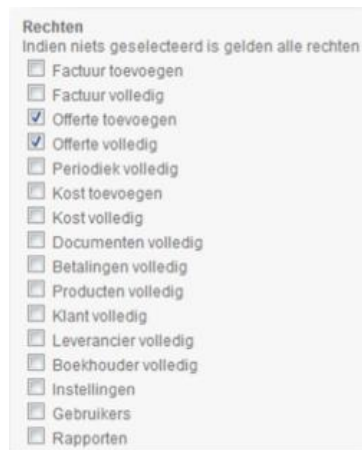 Rechten
Indien niets geselecteerd is gelden alle rechten
Factuur toevoegen
Factuur volledig
Offerte toevoegen
Offerte volledig
Periodiek volledig
Kost toevoegen
Kost volledig
Documenten volledig
Betalingen volledig
Producten volledig
Klant volledig
Leverancier volledig
Boekhouder volledig
Instellingen
Gebruikers
Rapporten